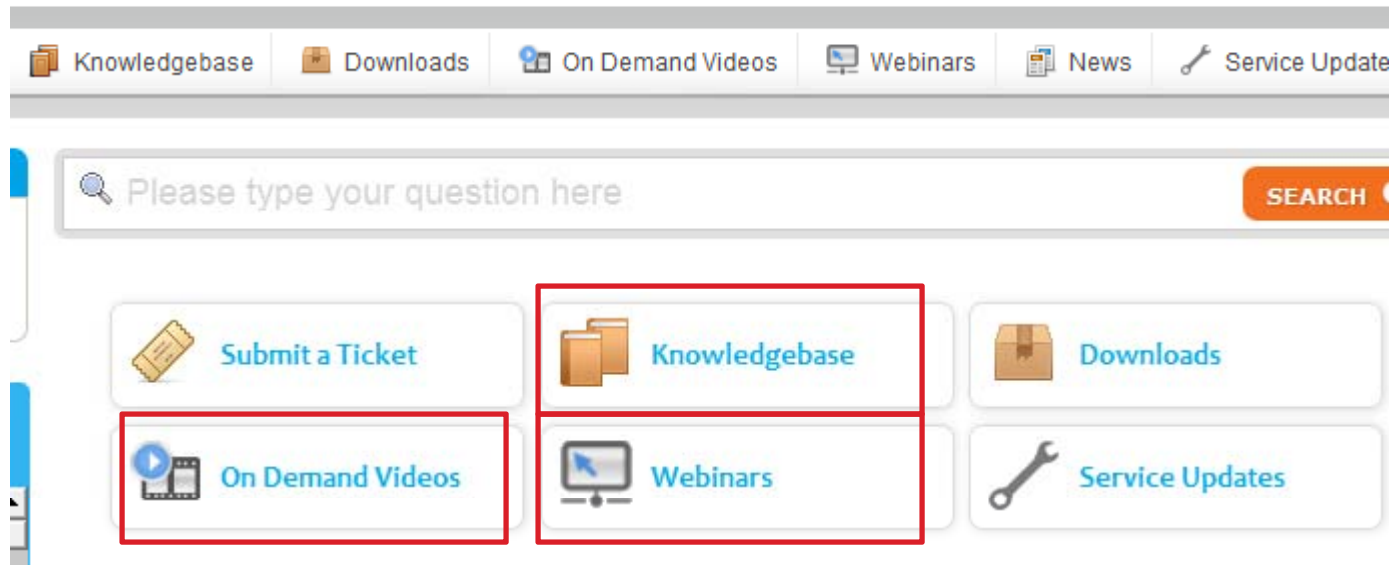 Knowledgebase Downloads On Demand Videos Webinars News Service Update
Please type your question here SEARCH
Submit a Ticket Knowledgebase Downloads
On Demand Videos Webinars Service Updates